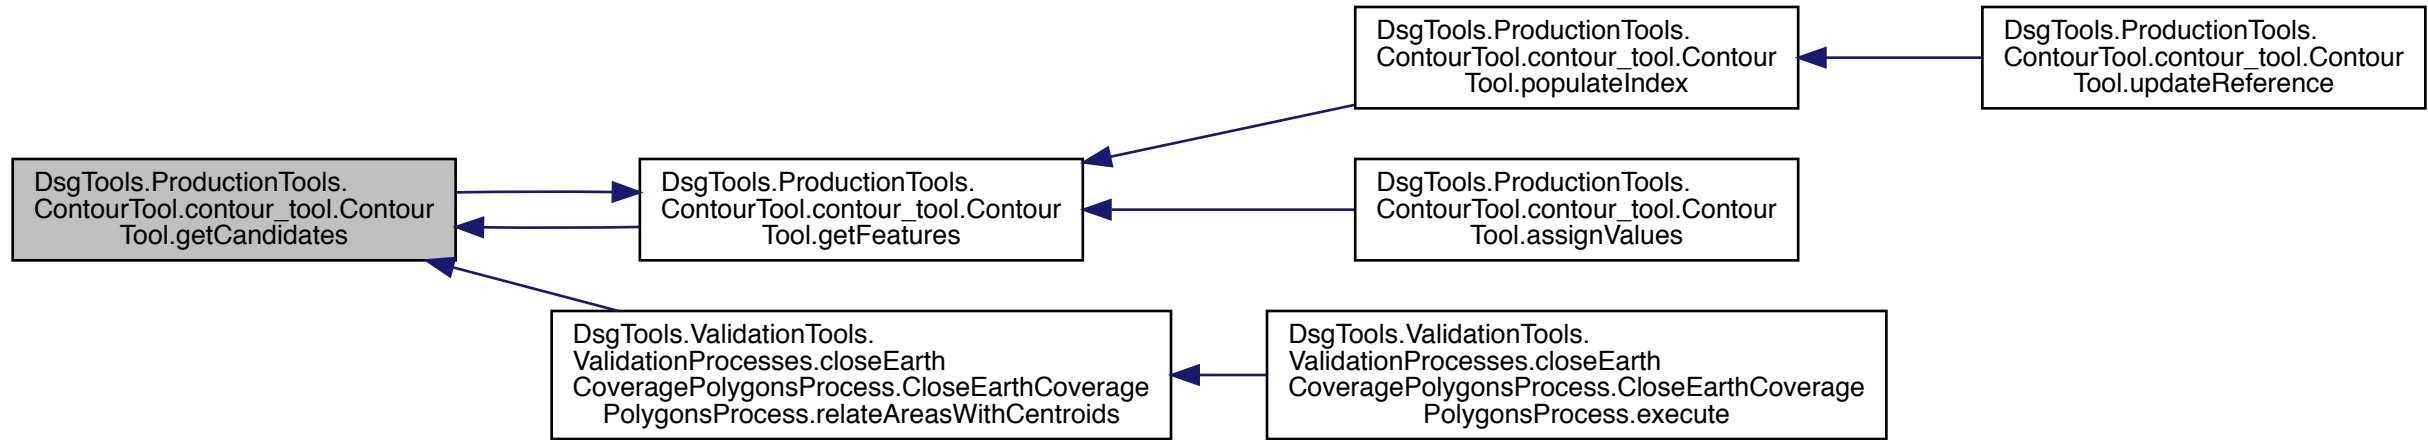 DsgTools.ProductionTools.
ContourTool.contour_tool.Contour
Tool.populateIndex
DsgTools.ProductionTools.
ContourTool.contour_tool.Contour
Tool.updateReference
DsgTools.ProductionTools.
ContourTool.contour_tool.Contour
Tool.getCandidates
DsgTools.ProductionTools.
ContourTool.contour_tool.Contour
Tool.getFeatures
DsgTools.ProductionTools.
ContourTool.contour_tool.Contour
Tool.assignValues
DsgTools.ValidationTools.
ValidationProcesses.closeEarth
CoveragePolygonsProcess.CloseEarthCoverage
PolygonsProcess.relateAreasWithCentroids
DsgTools.ValidationTools.
ValidationProcesses.closeEarth
CoveragePolygonsProcess.CloseEarthCoverage
PolygonsProcess.execute